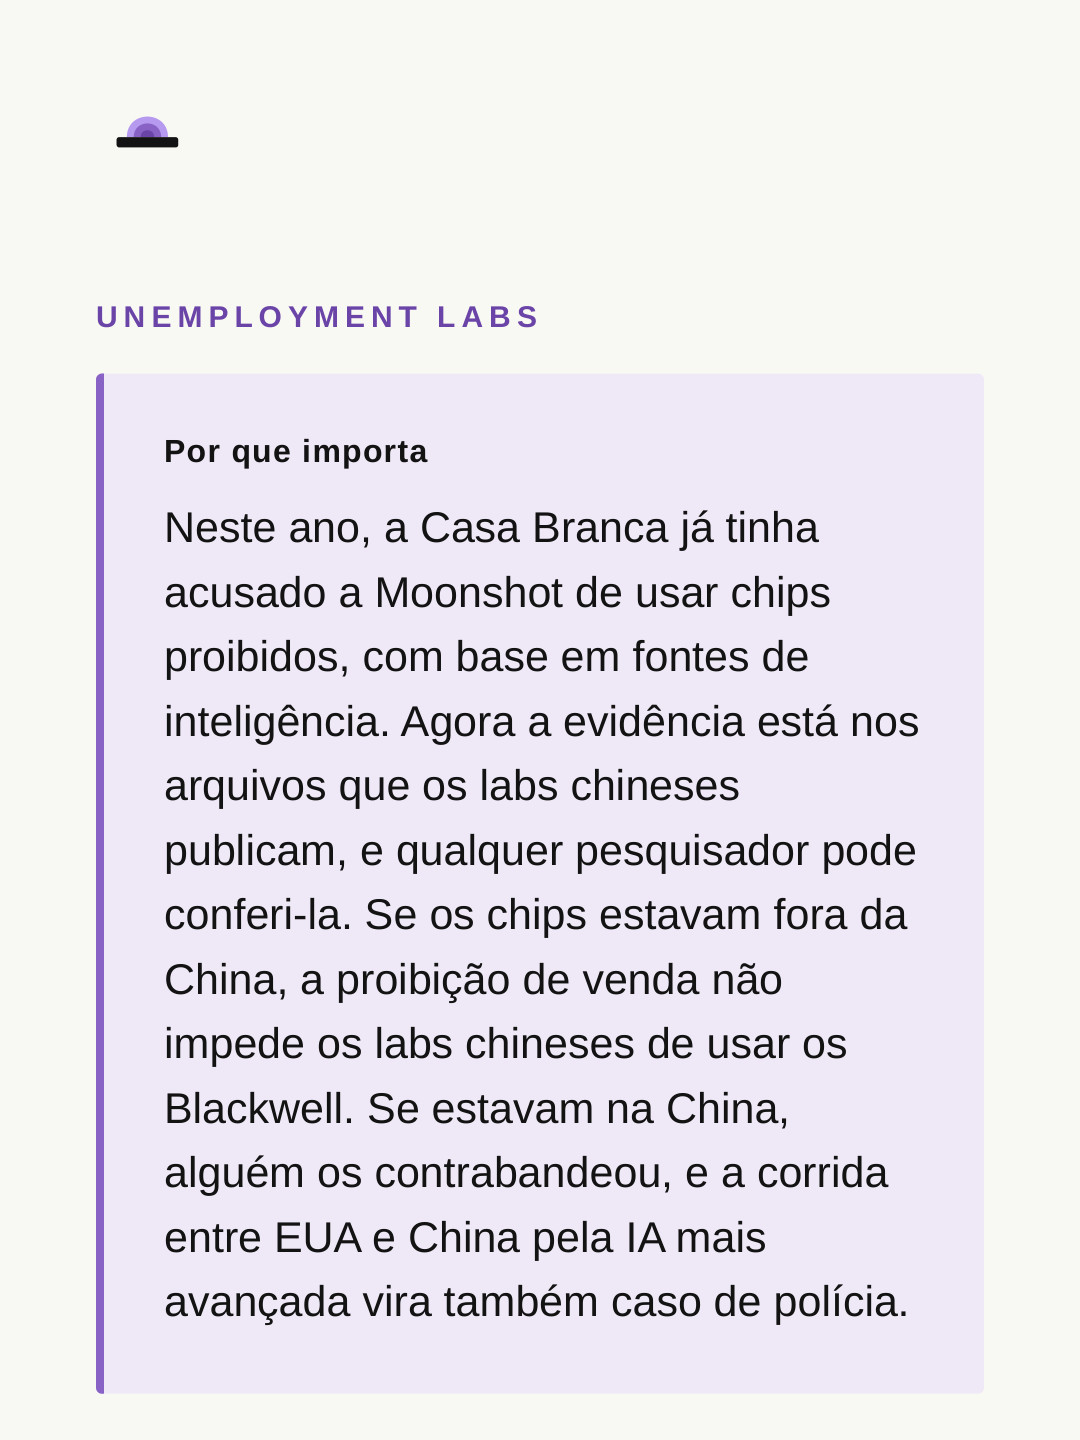 UNEMPLOYMENT LABS
Por que importa
Neste ano, a Casa Branca já tinha
acusado a Moonshot de usar chips
proibidos, com base em fontes de
inteligência. Agora a evidência está nos
arquivos que os labs chineses
publicam, e qualquer pesquisador pode
conferi-la. Se os chips estavam fora da
China, a proibição de venda não
impede os labs chineses de usar os
Blackwell. Se estavam na China,
alguém os contrabandeou, e a corrida
entre EUA e China pela IA mais
avançada vira também caso de polícia.